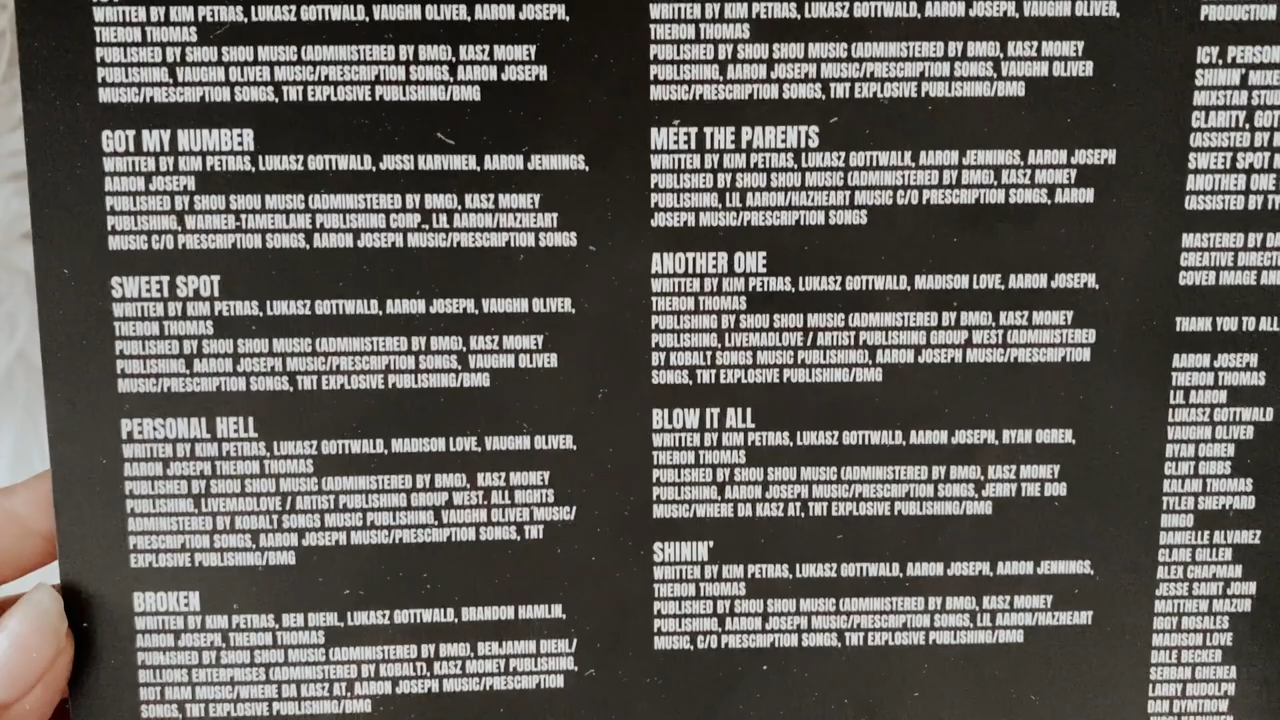 WRITTEN BY KIM PETRAS, LUKASZ GOTTWALD, VAUGHN OLIVER, AARON JOSEPH,
THERON THOMAS
PUBLISHED BY SHOU SHOU MUSIC (ADMINISTERED BY BMG), KASZ MONEY
PUBLISHING, VAUGHN OLIVER MUSIC/PRESCRIPTION SONGS, AARON JOSEPH
MUSIC/PRESCRIPTION SONGS, TNT EXPLOSIVE PUBLISHING/BMG
GOT MY NUMBER
WRITTEN BY KIM PETRAS, LUKASZ GOTTWALD, JUSSI KARVINEN, AARON JENNINGS,
AARON JOSEPH
PUBLISHED BY SHOU SHOU MUSIC (ADMINISTERED BY BMG), KASZ MONEY
PUBLISHING, WARNER-TAMERLANE PUBLISHING CORP., LIL AARON/HAZHEART
MUSIC C/O PRESCRIPTION SONGS, AARON JOSEPH MUSIC/PRESCRIPTION SONGS
SWEET SPOT
WRITTEN BY KIM PETRAS, LUKASZ GOTTWALD, AARON JOSEPH, VAUGHN OLIVER,
THERON THOMAS
PUBLISHED BY SHOU SHOU MUSIC (ADMINISTERED BY BMG), KASZ MONEY
PUBLISHING, AARON JOSEPH MUSIC/PRESCRIPTION SONGS, VAUGHN OLIVER
MUSIC/PRESCRIPTION SONGS, TNT EXPLOSIVE PUBLISHING/BMG
PERSONAL HELL
WRITTEN BY KIM PETRAS, LUKASZ GOTTWALD, MADISON LOVE, VAUGHN OLIVER,
AARON JOSEPH THERON THOMAS
PUBLISHED BY SHOU SHOU MUSIC (ADMINISTERED BY BMG), KASZ MONEY
PUBLISHING, LIVEMADLOVE / ARTIST PUBLISHING GROUP WEST. ALL RIGHTS
ADMINISTERED BY KOBALT SONGS MUSIC PUBLISHING, VAUGHN OLIVER MUSIC/
PRESCRIPTION SONGS, AARON JOSEPH MUSIC/PRESCRIPTION SONGS, TNT
EXPLOSIVE PUBLISHING/BMG
BROKEN
WRITTEN BY KIM PETRAS, BEN DIEHL, LUKASZ GOTTWALD, BRANDON HAMLIN,
AARON JOSEPH, THERON THOMAS
PUBLISHED BY SHOU SHOU MUSIC (ADMINISTERED BY BMG), BENJAMIN DIEHL/
BILLIONS ENTERPRISES (ADMINISTERED BY KOBALT), KASZ MONEY PUBLISHING,
HOT HAM MUSIC/WHERE DA KASZ AT, AARON JOSEPH MUSIC/PRESCRIPTION
SONGS, TNT EXPLOSIVE PUBLISHING/BMG
WRITTEN BY KIM PETRAS, LUKASZ GOTTWALD, AARON JOSEPH, VAUGHN OLIVER,
THERON THOMAS
PUBLISHED BY SHOU SHOU MUSIC (ADMINISTERED BY BMG), KASZ MONEY
PUBLISHING, AARON JOSEPH MUSIC/PRESCRIPTION SONGS, VAUGHN OLIVER
MUSIC/PRESCRIPTION SONGS, TNT EXPLOSIVE PUBLISHING/BMG
MEET THE PARENTS
WRITTEN BY KIM PETRAS, LUKASZ GOTTWALK, AARON JENNINGS, AARON JOSEPH
PUBLISHED BY SHOU SHOU MUSIC (ADMINISTERED BY BMG), KASZ MONEY
PUBLISHING, LIL AARON/HAZHEART MUSIC C/O PRESCRIPTION SONGS, AARON
JOSEPH MUSIC/PRESCRIPTION SONGS
ANOTHER ONE
WRITTEN BY KIM PETRAS, LUKASZ GOTTWALD, MADISON LOVE, AARON JOSEPH,
THERON THOMAS
PUBLISHING BY SHOU SHOU MUSIC (ADMINISTERED BY BMG), KASZ MONEY
PUBLISHING, LIVEMADLOVE / ARTIST PUBLISHING GROUP WEST (ADMINISTERED
BY KOBALT SONGS MUSIC PUBLISHING), AARON JOSEPH MUSIC/PRESCRIPTION
SONGS, TNT EXPLOSIVE PUBLISHING/BMG
BLOW IT ALL
WRITTEN BY KIM PETRAS, LUKASZ GOTTWALD, AARON JOSEPH, RYAN OGREN,
THERON THOMAS
PUBLISHED BY SHOU SHOU MUSIC (ADMINISTERED BY BMG), KASZ MONEY
PUBLISHING, AARON JOSEPH MUSIC/PRESCRIPTION SONGS, JERRY THE DOG
MUSIC/WHERE DA KASZ AT, TNT EXPLOSIVE PUBLISHING/BMG
SHININ'
WRITTEN BY KIM PETRAS, LUKASZ GOTTWALD, AARON JOSEPH, AARON JENNINGS,
THERON THOMAS
PUBLISHED BY SHOU SHOU MUSIC (ADMINISTERED BY BMG), KASZ MONEY
PUBLISHING, AARON JOSEPH MUSIC/PRESCRIPTION SONGS, LIL AARON/HAZHEART
MUSIC, C/O PRESCRIPTION SONGS, TNT EXPLOSIVE PUBLISHING/BMG
PRODUCTION
ICY, PERSON
SHININ' MIXE
MIXSTAR STUD
CLARITY, GOT
(ASSISTED BY
SWEET SPOT
ANOTHER ONE
(ASSISTED BY TY
MASTERED BY
CREATIVE DIRECT
COVER IMAGE AN
THANK YOU TO ALL
AARON JOSEPH
THERON THOMAS
LIL AARON
LUKASZ GOTTWALD
VAUGHN OLIVER
RYAN OGREN
CLINT GIBBS
KALANI THOMAS
TYLER SHEPPARD
RINGO
DANIELLE ALVAREZ
CLARE GILLEN
ALEX CHAPMAN
JESSE SAINT JOHN
MATTHEW MAZUR
IGGY ROSALES
MADISON LOVE
DALE BECKER
SERBAN GHENEA
LARRY RUDOLPH
DAN DYMTROW